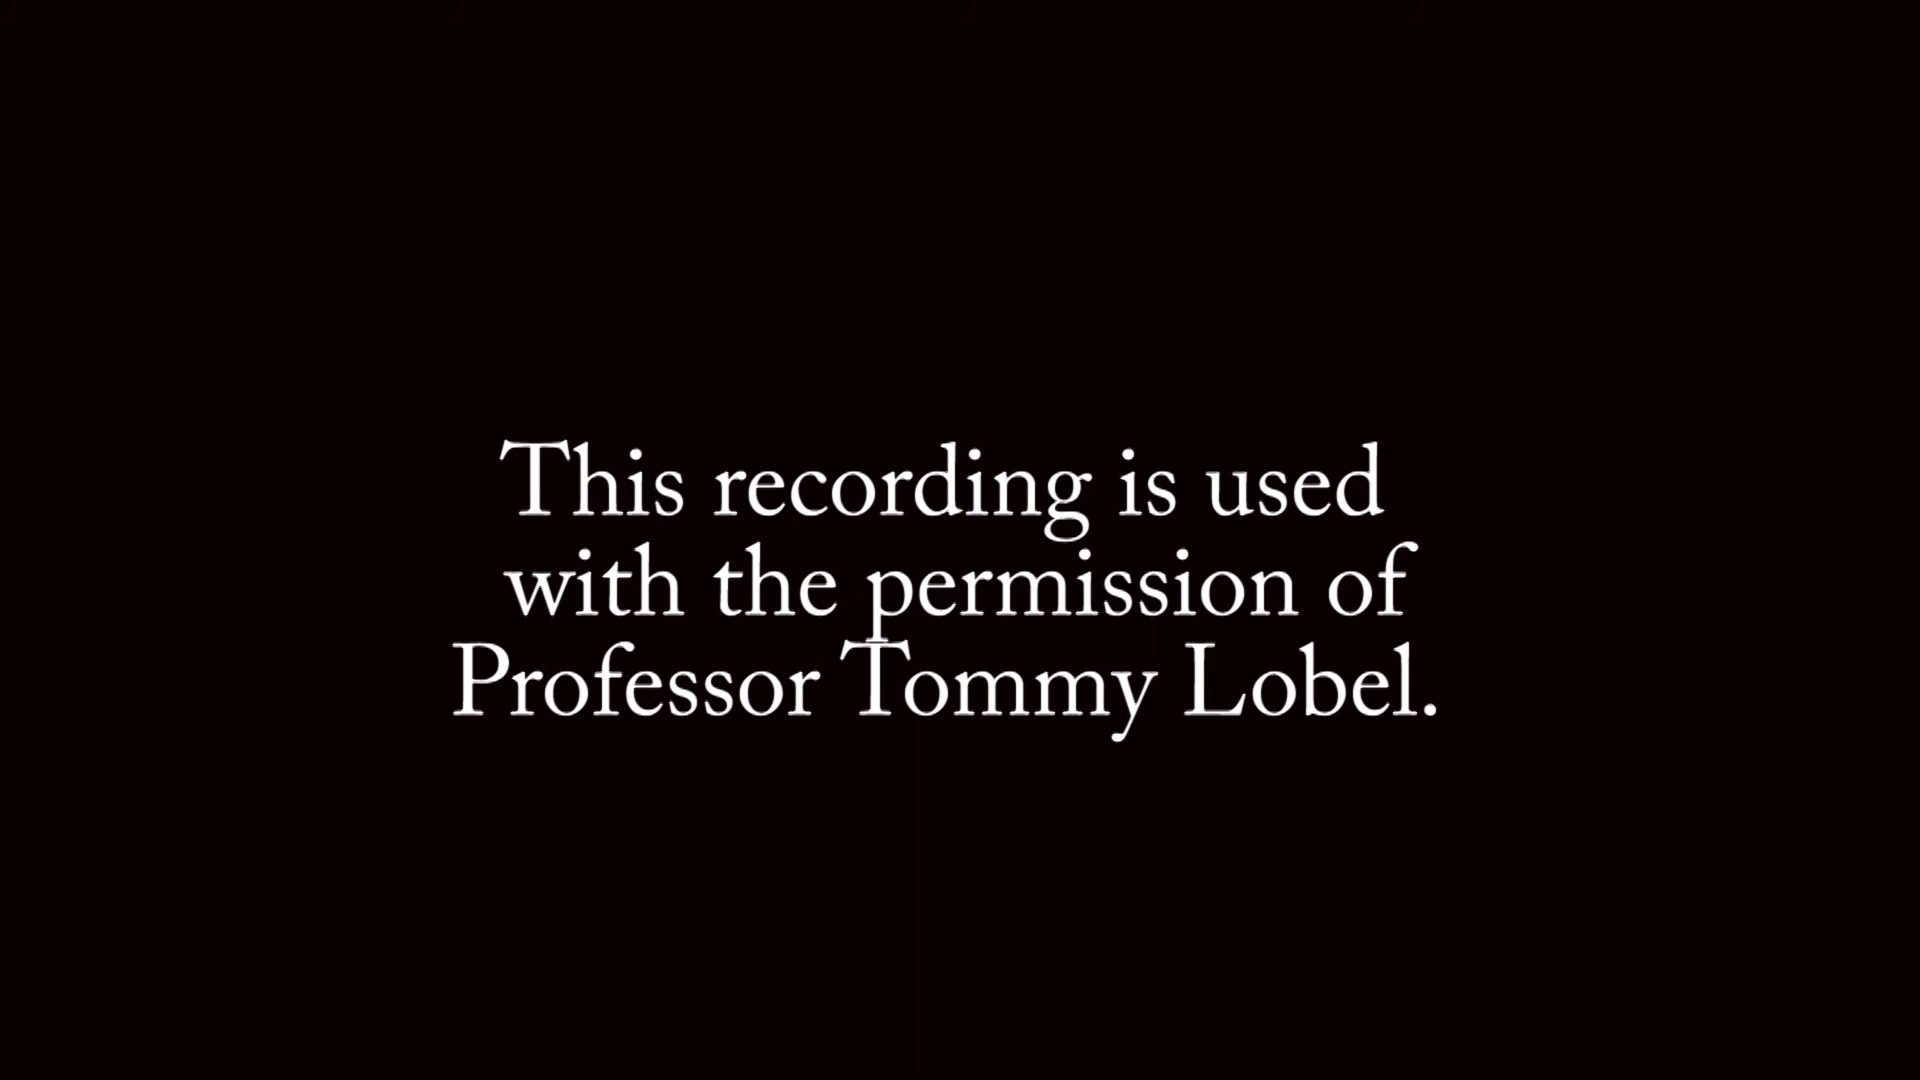 This recording is used
with the permission of
Professor Tommy Lobel.